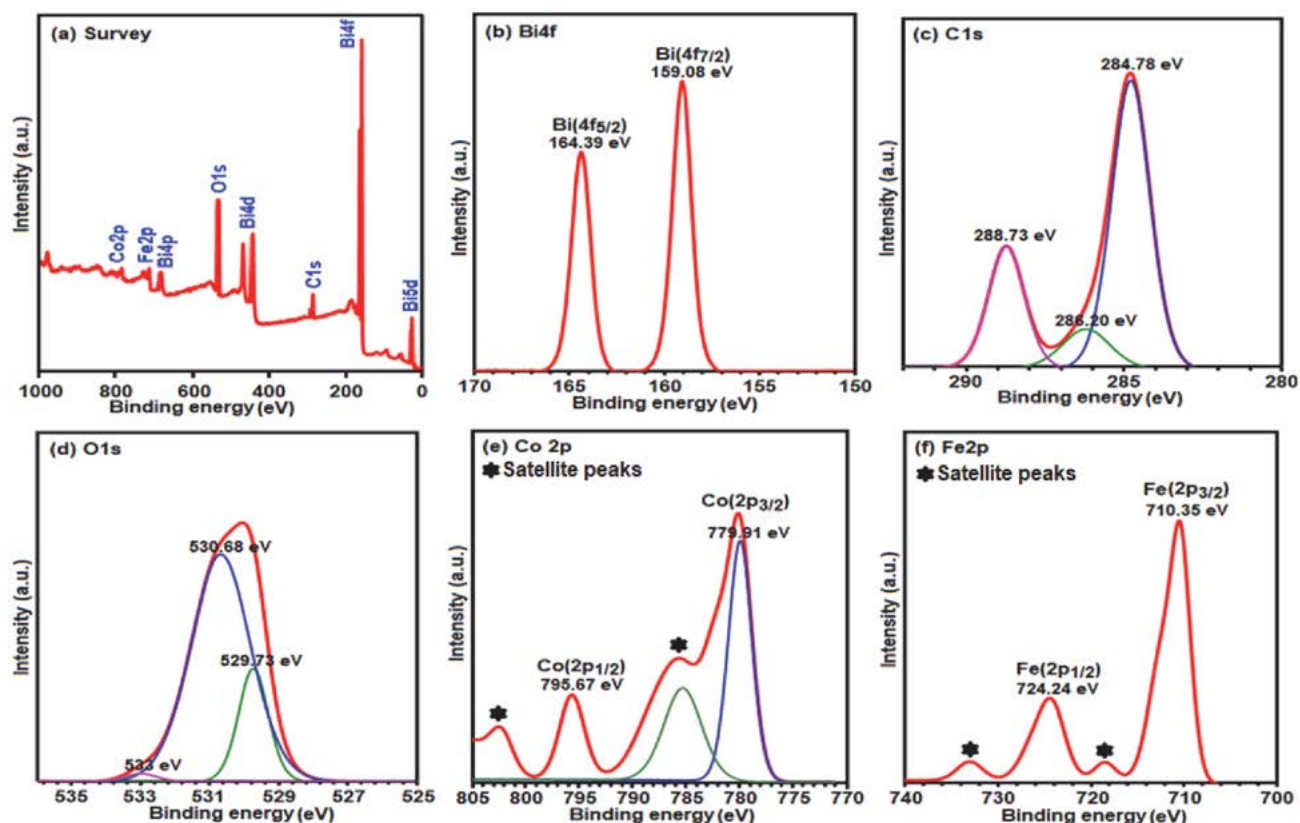 (a) Survey
Bi4f
O1s
Bi4d
Co2p
Fe2p
Bi4p
C1s
Bi5d
Intensity (a.u.)
1000 800 600 400 200 0
Binding energy (eV)
(b) Bi4f
Bi(4f7/2)
159.08 eV
Bi(4f5/2)
164.39 eV
Intensity (a.u.)
170 165 160 155 150
Binding energy (eV)
(c) C1s
284.78 eV
288.73 eV
286.20 eV
Intensity (a.u.)
290 285 280
Binding energy (eV)
(d) O1s
530.68 eV
529.73 eV
533 eV
Intensity (a.u.)
535 533 531 529 527 525
Binding energy (eV)
(e) Co 2p
✱Satellite peaks
Co(2p3/2)
779.91 eV
✱
Co(2p1/2)
795.67 eV
✱
Intensity (a.u.)
805 800 795 790 785 780 775 770
Binding energy (eV)
(f) Fe2p
✱Satellite peaks
Fe(2p3/2)
710.35 eV
Fe(2p1/2)
724.24 eV
✱ ✱
Intensity (a.u.)
740 730 720 710 700
Binding energy (eV)